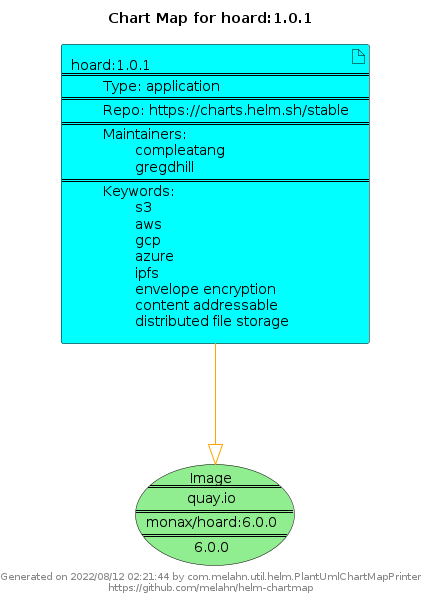 Chart Map for hoard:1.0.1
hoard:1.0.1
Type: application
Repo: https://charts.helm.sh/stable
Maintainers:
compleatang
gregdhill
Keywords:
s3
aws
gcp
azure
ipfs
envelope encryption
content addressable
distributed file storage
Image
quay.io
monax/hoard:6.0.0
6.0.0
Generated on 2022/08/12 02:21:44 by com.melahn.util.helm.PlantUmlChartMapPrinter
https://github.com/melahn/helm-chartmap